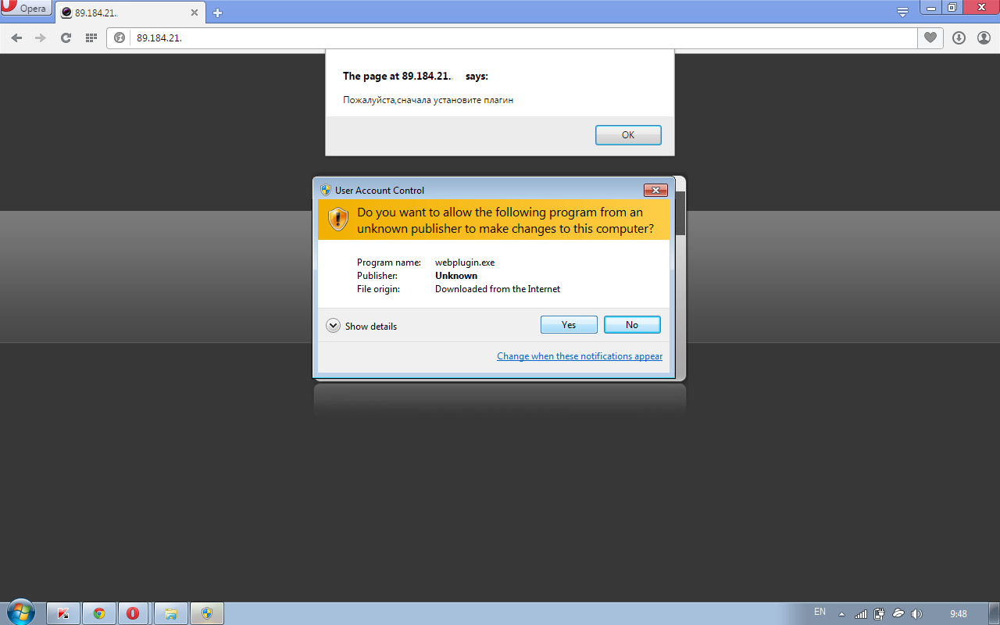 Opera
89.184.21.
89.184.21.
The page at 89.184.21. says:
Пожалуйста,сначала установите плагин
OK
User Account Control
Do you want to allow the following program from an
unknown publisher to make changes to this computer?
Program name: webplugin.exe
Publisher: Unknown
File origin: Downloaded from the Internet
Show details
Yes
No
Change when these notifications appear
EN
9:48